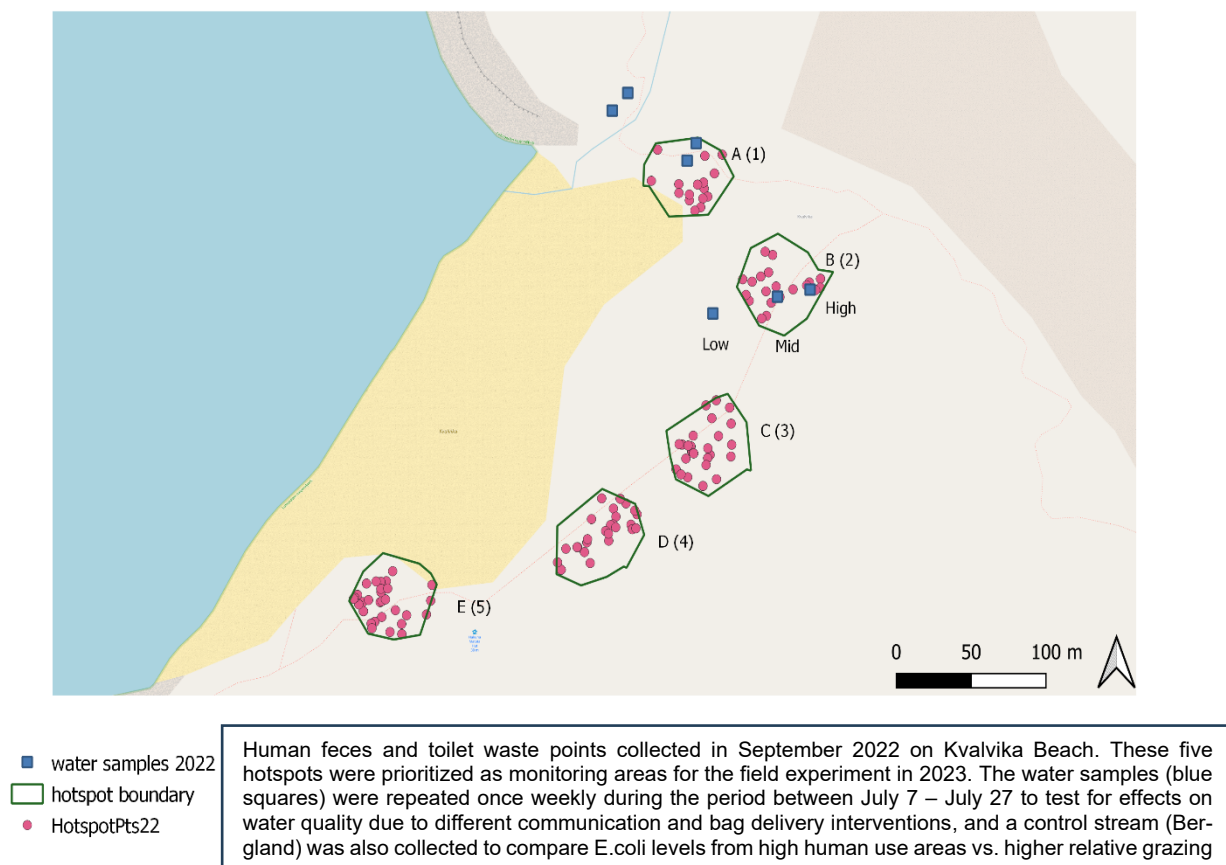 A (1)
B (2)
High
Low
Mid
C (3)
D (4)
E (5)
0 50 100 m
water samples 2022
hotspot boundary
HotspotPts22
Human feces and toilet waste points collected in September 2022 on Kvalvika Beach. These five
hotspots were prioritized as monitoring areas for the field experiment in 2023. The water samples (blue
squares) were repeated once weekly during the period between July 7 – July 27 to test for effects on
water quality due to different communication and bag delivery interventions, and a control stream (Ber-
gland) was also collected to compare E.coli levels from high human use areas vs. higher relative grazing